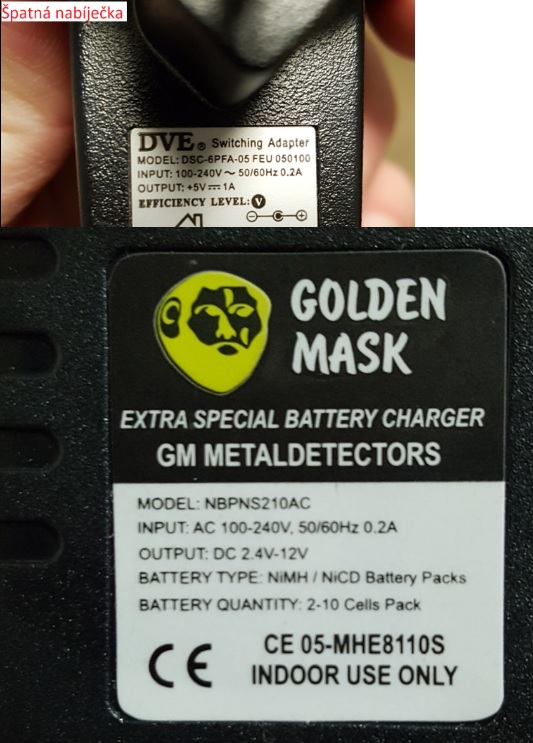 Špatná nabíječka
DVE® Switching Adapter
MODEL: DSC-6PFA-05 FEU 050100
INPUT: 100-240V ~ 50/60Hz 0.2A
OUTPUT: +5V ⎓ 1A
EFFICIENCY LEVEL: V
GOLDEN
MASK
EXTRA SPECIAL BATTERY CHARGER
GM METALDETECTORS
MODEL: NBPNS210AC
INPUT: AC 100-240V, 50/60Hz 0.2A
OUTPUT: DC 2.4V-12V
BATTERY TYPE: NiMH / NiCD Battery Packs
BATTERY QUANTITY: 2-10 Cells Pack
CE 05-MHE8110S
CE INDOOR USE ONLY